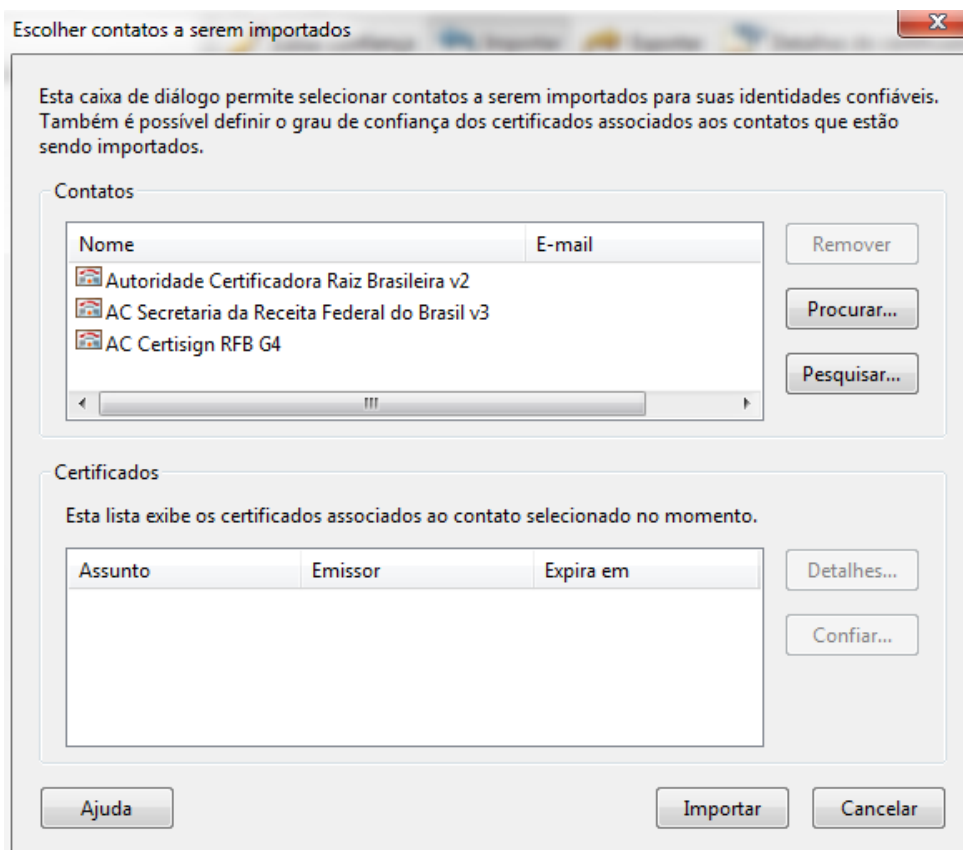 Escolher contatos a serem importados
Importar
Exportar
Esta caixa de diálogo permite selecionar contatos a serem importados para suas identidades confiáveis.
Também é possível definir o grau de confiança dos certificados associados aos contatos que estão
sendo importados.
Contatos
Nome
E-mail
Remover
Autoridade Certificadora Raiz Brasileira v2
AC Secretaria da Receita Federal do Brasil v3
Procurar...
AC Certisign RFB G4
Pesquisar...
Certificados
Esta lista exibe os certificados associados ao contato selecionado no momento.
Assunto
Emissor
Expira em
Detalhes...
Confiar...
Ajuda
Importar
Cancelar